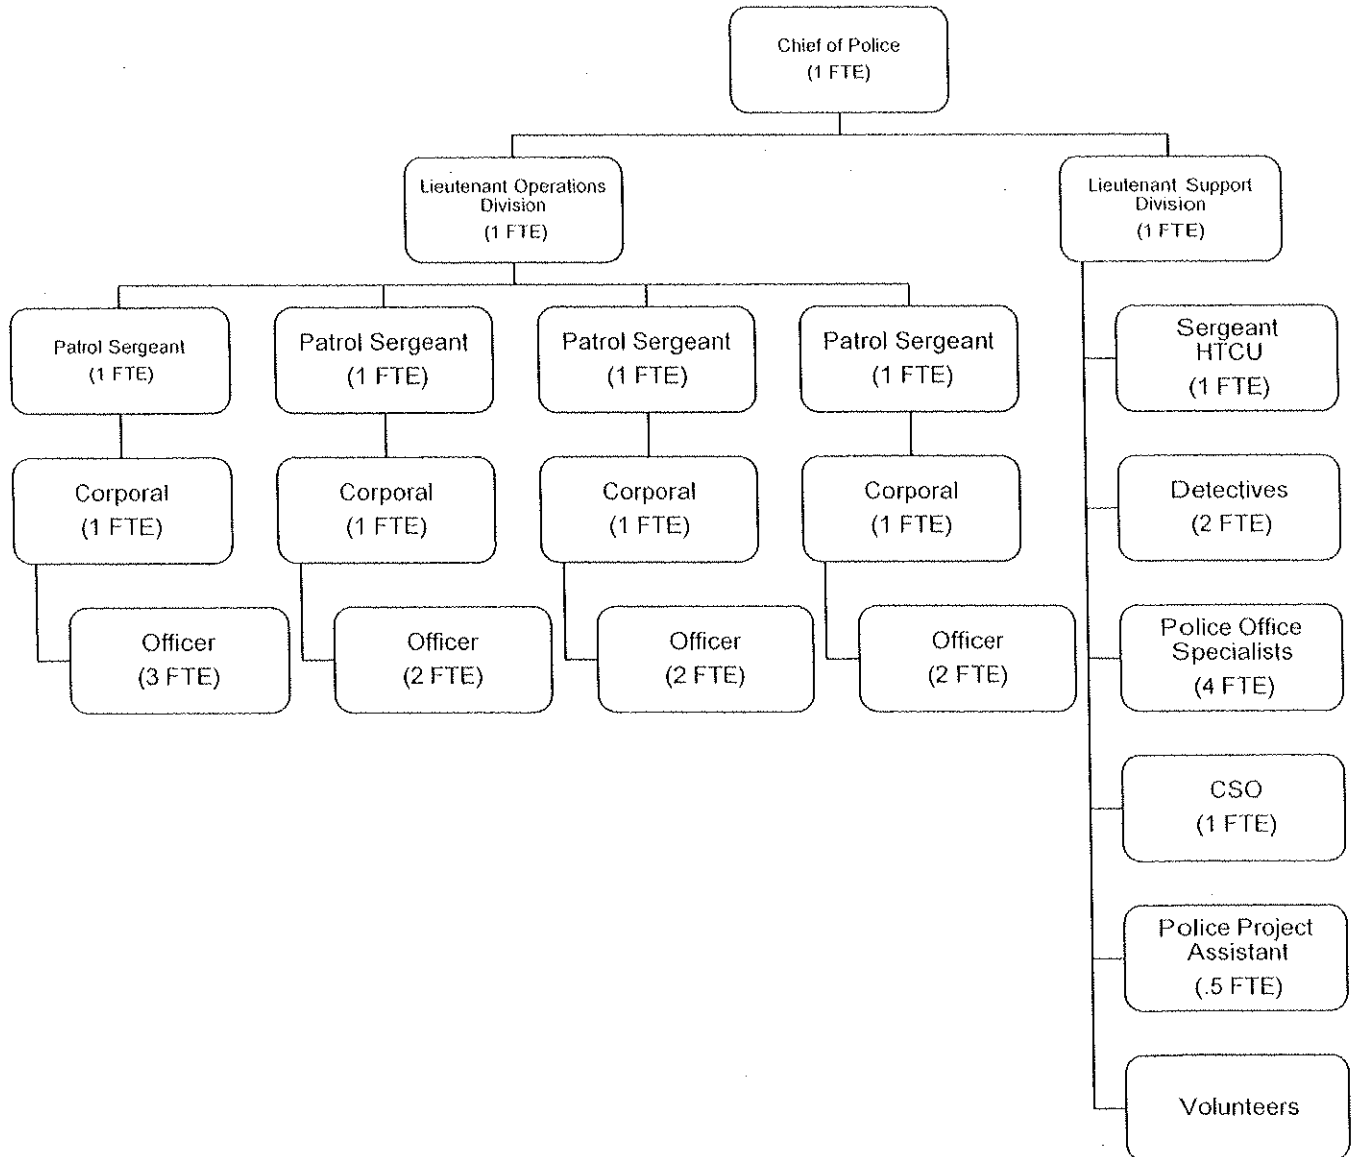 Chief of Police
(1 FTE)
Lieutenant Operations
Division
(1 FTE)
Lieutenant Support
Division
(1 FTE)
Patrol Sergeant
(1 FTE)
Patrol Sergeant
(1 FTE)
Patrol Sergeant
(1 FTE)
Patrol Sergeant
(1 FTE)
Sergeant
HTCU
(1 FTE)
Corporal
(1 FTE)
Corporal
(1 FTE)
Corporal
(1 FTE)
Corporal
(1 FTE)
Detectives
(2 FTE)
Officer
(3 FTE)
Officer
(2 FTE)
Officer
(2 FTE)
Officer
(2 FTE)
Police Office
Specialists
(4 FTE)
CSO
(1 FTE)
Police Project
Assistant
(.5 FTE)
Volunteers